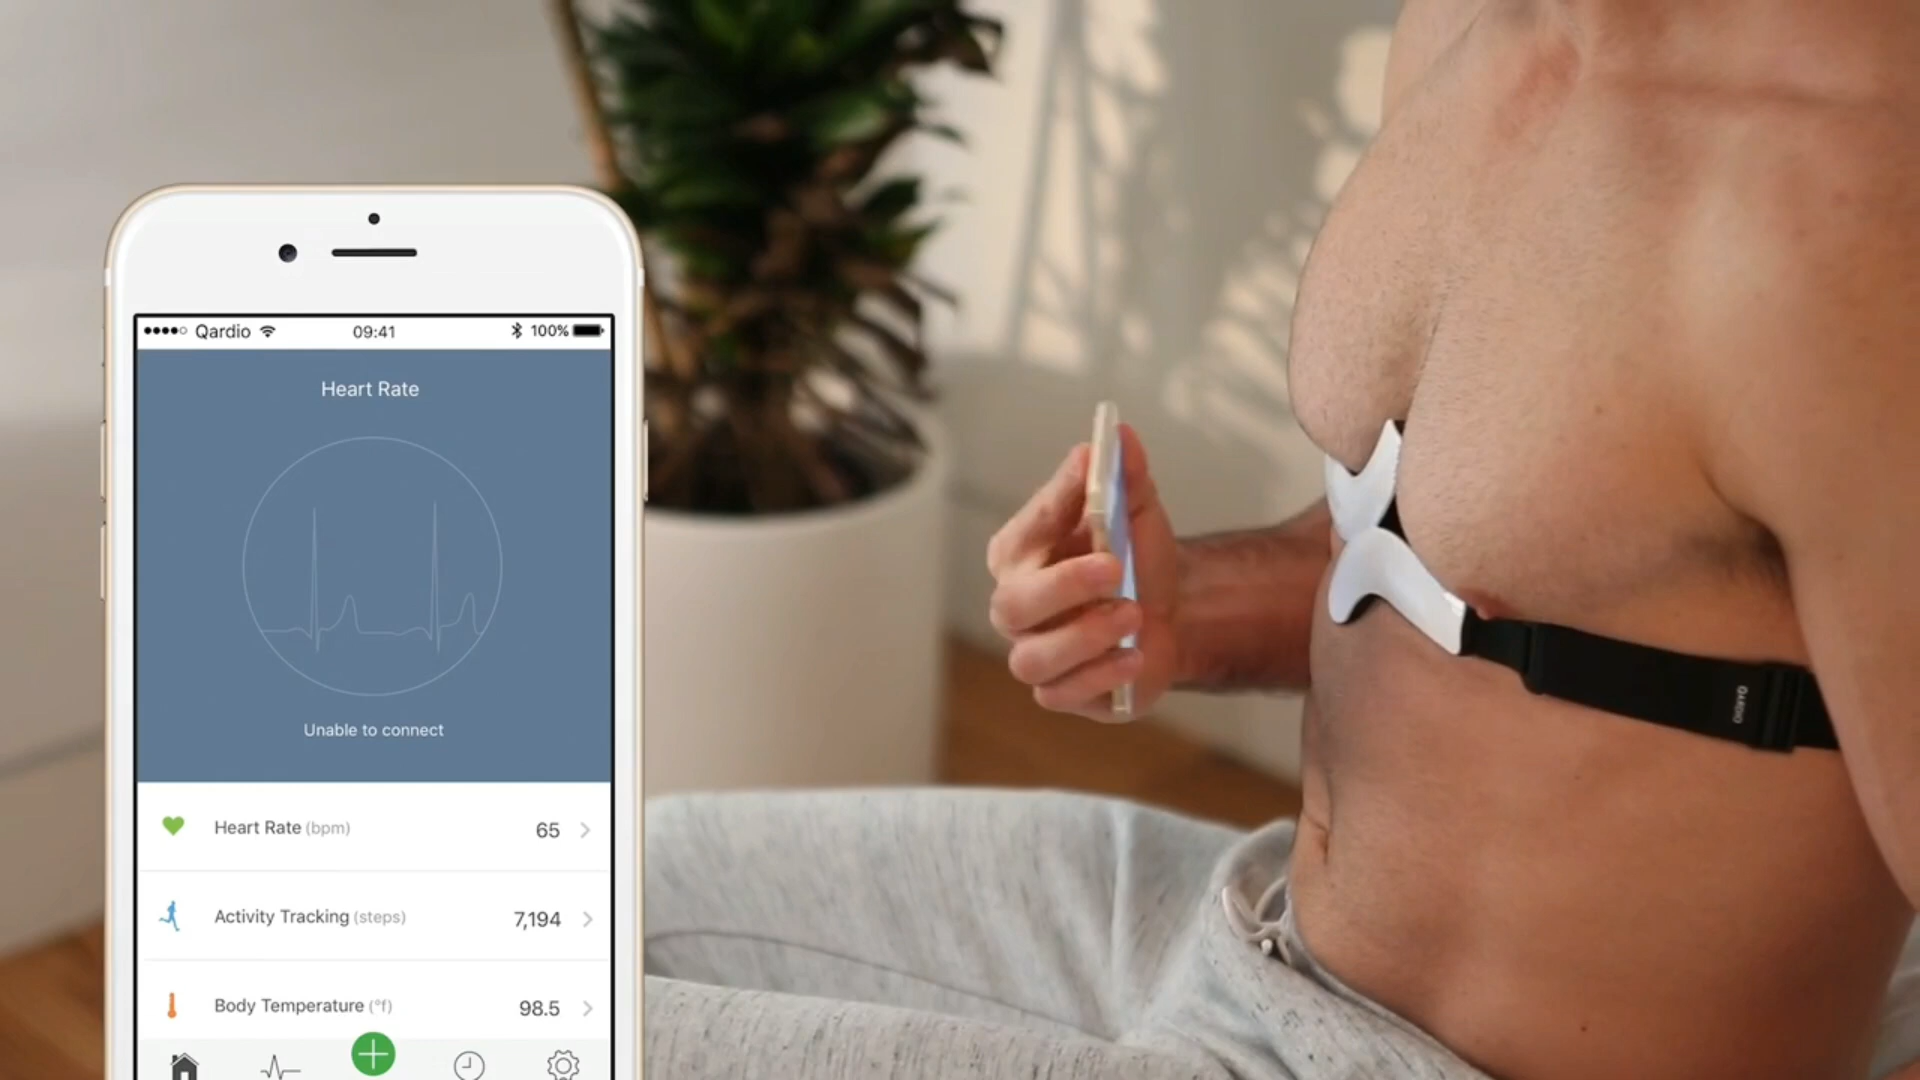 Qardio 09:41 100%
Heart Rate
Unable to connect
Heart Rate (bpm) 65
Activity Tracking (steps) 7,194
Body Temperature (°f) 98.5
QARDIO